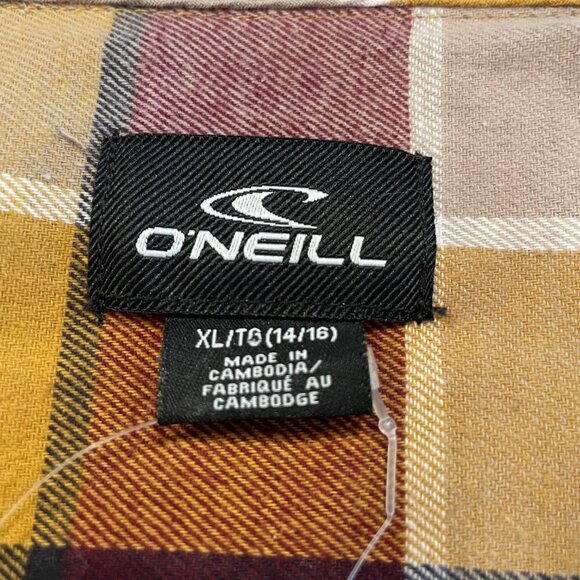 O'NEILL
XL/TG (14/16)
MADE IN
CAMBODIA/
FABRIQUÉ AU
CAMBODGE